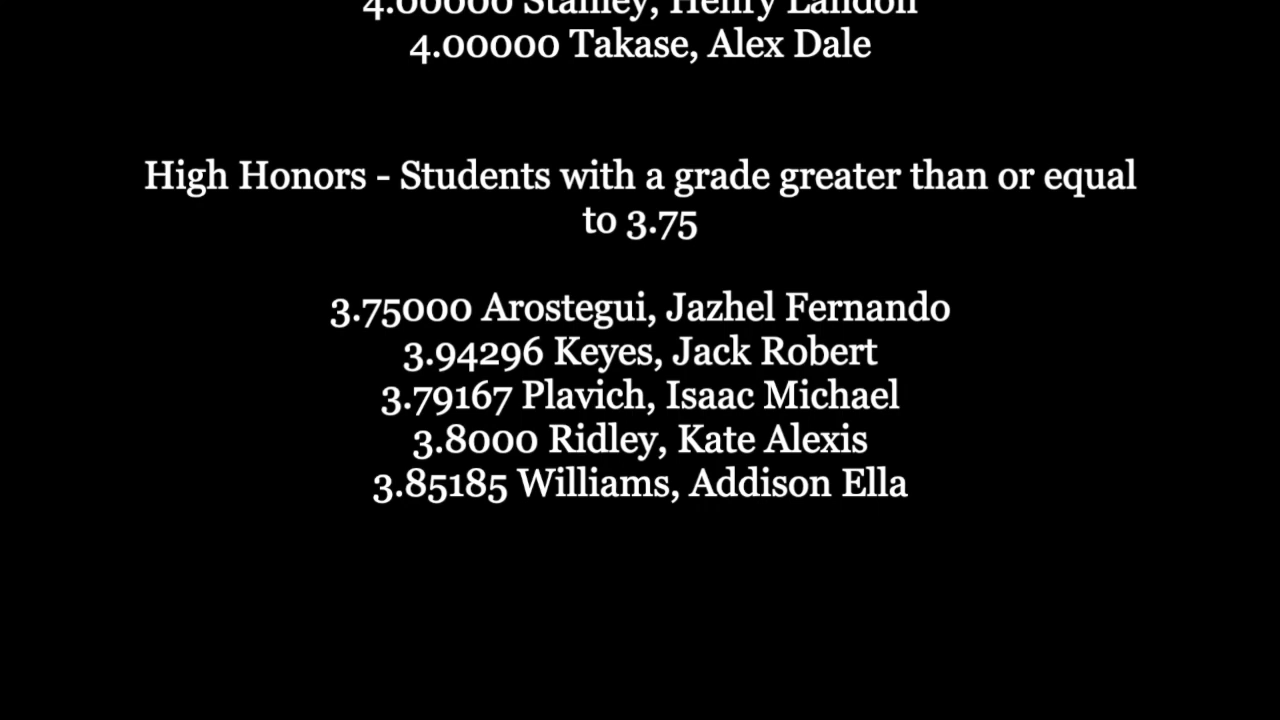 4.00000 Stanley, Henry Landon
4.00000 Takase, Alex Dale
High Honors - Students with a grade greater than or equal
to 3.75
3.75000 Arostegui, Jazhel Fernando
3.94296 Keyes, Jack Robert
3.79167 Plavich, Isaac Michael
3.8000 Ridley, Kate Alexis
3.85185 Williams, Addison Ella